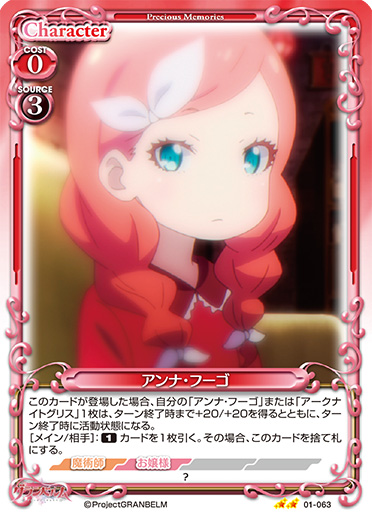 Precious Memories
Character
COST
0
SOURCE
3
アンナ・フーゴ
このカードが登場した場合、自分の「アンナ・フーゴ」または「アークナ
イトグリス」1枚は、ターン終了時まで+20/+20を得るとともに、ター
ン終了時に活動状態になる。
[メイン/相手]: 1 カードを1枚引く。その場合、このカードを捨て札
にする。
魔術師 お嬢様
?
グランベルム
©ProjectGRANBELM
01-063